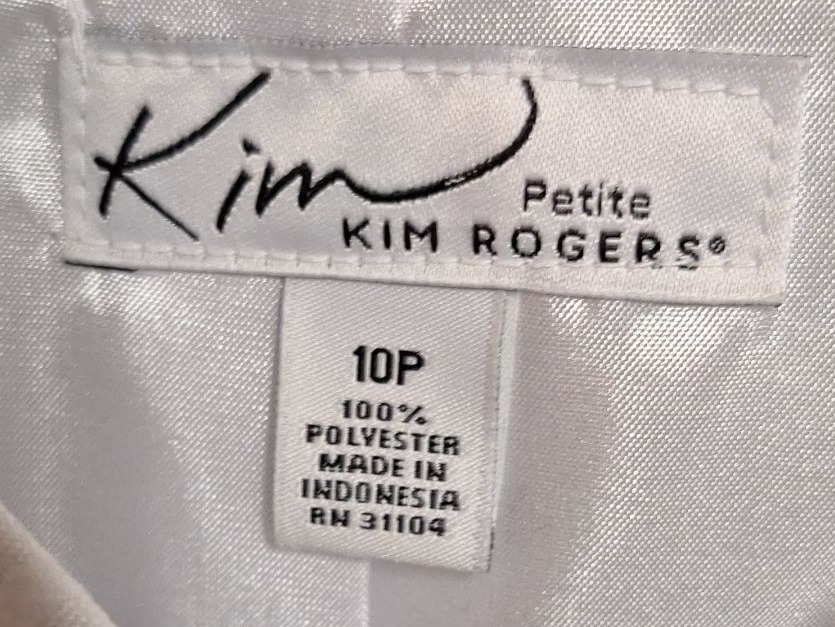 Kim
Petite
KIM ROGERS®
10P
100%
POLYESTER
MADE IN
INDONESIA
RN 31104